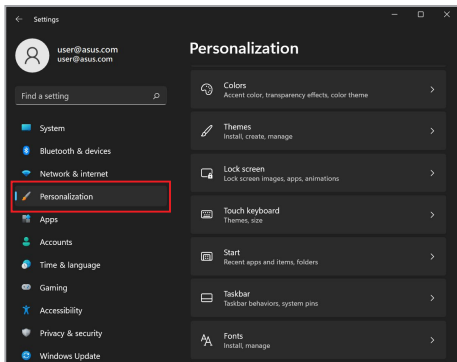 Settings
user@asus.com
user@asus.com
Find a setting
System
Bluetooth & devices
Network & internet
Personalization
Apps
Accounts
Time & language
Gaming
Accessibility
Privacy & security
Windows Update
Personalization
Colors
Accent color, transparency effects, color theme
Themes
Install, create, manage
Lock screen
Lock screen images, apps, animations
Touch keyboard
Themes, size
Start
Recent apps and items, folders
Taskbar
Taskbar behaviors, system pins
Fonts
Install, manage